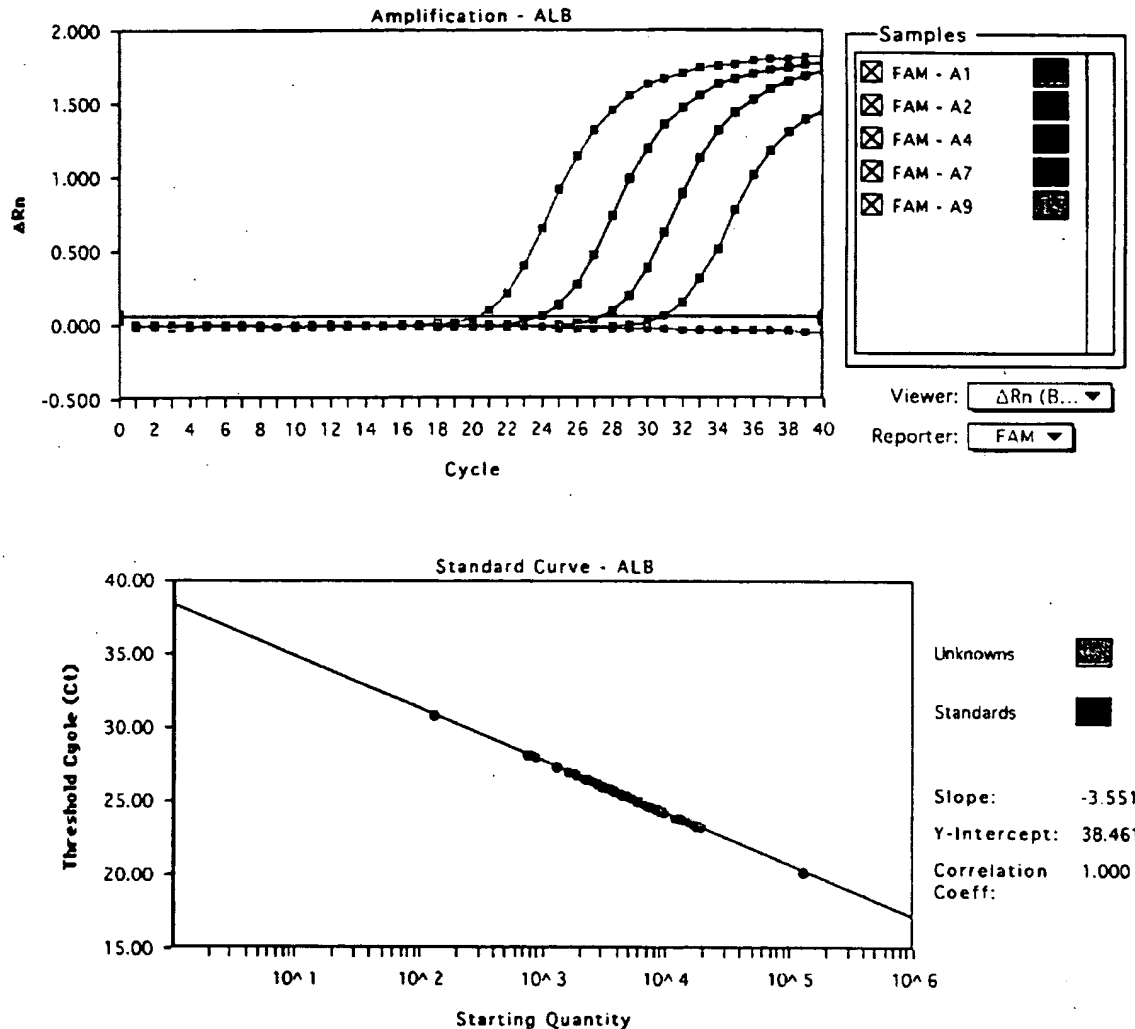 Amplification - ALB
2.000
1.500
1.000
0.500
0.000
-0.500
ΔRn
0 2 4 6 8 10 12 14 16 18 20 22 24 26 28 30 32 34 36 38 40
Cycle
Samples
FAM - A1
FAM - A2
FAM - A4
FAM - A7
FAM - A9
Viewer: ΔRn (B... ▼
Reporter: FAM ▼
Standard Curve - ALB
40.00
35.00
30.00
25.00
20.00
15.00
Threshold Cycle (Ct)
10^1 10^2 10^3 10^4 10^5 10^6
Starting Quantity
Unknowns
Standards
Slope: -3.551
Y-Intercept: 38.461
Correlation 1.000
Coeff: